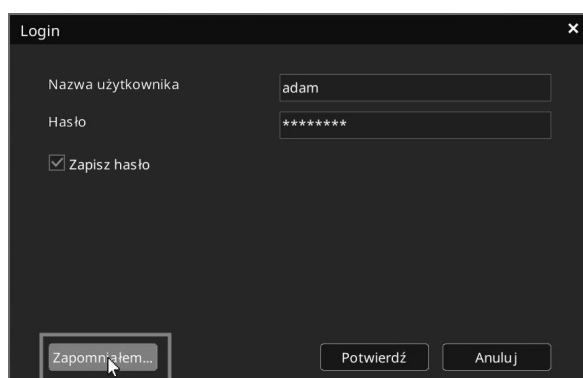 Login
Nazwa użytkownika
adam
Hasło
********
Zapisz hasło
Zapomniałem...
Potwierdź
Anuluj